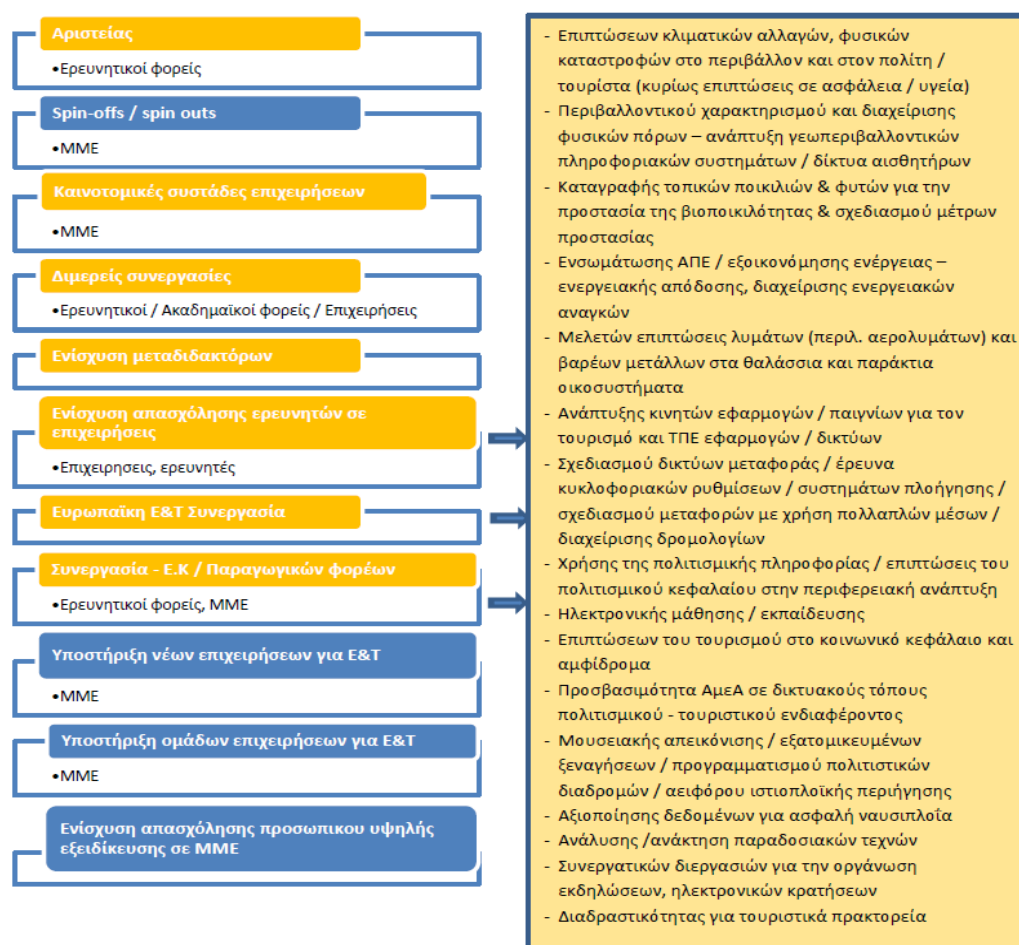 Αριστείας
•Ερευνητικοί φορείς
Spin-offs / spin outs
•ΜΜΕ
Καινοτομικές συστάδες επιχειρήσεων
•ΜΜΕ
Διμερείς συνεργασίες
•Ερευνητικοί / Ακαδημαϊκοί φορείς / Επιχειρήσεις
Ενίσχυση μεταδιδακτόρων
Ενίσχυση απασχόλησης ερευνητών σε
επιχειρήσεις
•Επιχειρησεις, ερευνητές
Ευρωπαϊκη Ε&Τ Συνεργασία
Συνεργασία - Ε.Κ / Παραγωγικών φορέων
•Ερευνητικοί φορείς, ΜΜΕ
Υποστήριξη νέων επιχειρήσεων για Ε&Τ
•ΜΜΕ
Υποστήριξη ομάδων επιχειρήσεων για Ε&Τ
•ΜΜΕ
Ενίσχυση απασχόλησης προσωπικου υψηλής
εξειδίκευσης σε ΜΜΕ
- Επιπτώσεων κλιματικών αλλαγών, φυσικών
καταστροφών στο περιβάλλον και στον πολίτη /
τουρίστα (κυρίως επιπτώσεις σε ασφάλεια / υγεία)
- Περιβαλλοντικού χαρακτηρισμού και διαχείρισης
φυσικών πόρων – ανάπτυξη γεωπεριβαλλοντικών
πληροφοριακών συστημάτων / δίκτυα αισθητήρων
- Καταγραφής τοπικών ποικιλιών & φυτών για την
προστασία της βιοποικιλότητας & σχεδιασμού μέτρων
προστασίας
- Ενσωμάτωσης ΑΠΕ / εξοικονόμησης ενέργειας –
ενεργειακής απόδοσης, διαχείρισης ενεργειακών
αναγκών
- Μελετών επιπτώσεις λυμάτων (περιλ. αερολυμάτων) και
βαρέων μετάλλων στα θαλάσσια και παράκτια
οικοσυστήματα
- Ανάπτυξης κινητών εφαρμογών / παιγνίων για τον
τουρισμό και ΤΠΕ εφαρμογών / δικτύων
- Σχεδιασμού δικτύων μεταφοράς / έρευνα
κυκλοφοριακών ρυθμίσεων / συστημάτων πλοήγησης /
σχεδιασμού μεταφορών με χρήση πολλαπλών μέσων /
διαχείρισης δρομολογίων
- Χρήσης της πολιτισμικής πληροφορίας / επιπτώσεις του
πολιτισμικού κεφαλαίου στην περιφερειακή ανάπτυξη
- Ηλεκτρονικής μάθησης / εκπαίδευσης
- Επιπτώσεων του τουρισμού στο κοινωνικό κεφάλαιο και
αμφίδρομα
- Προσβασιμότητα ΑμεΑ σε δικτυακούς τόπους
πολιτισμικού - τουριστικού ενδιαφέροντος
- Μουσειακής απεικόνισης / εξατομικευμένων
ξεναγήσεων / προγραμματισμού πολιτιστικών
διαδρομών / αειφόρου ιστιοπλοϊκής περιήγησης
- Αξιοποίησης δεδομένων για ασφαλή ναυσιπλοΐα
- Ανάλυσης /ανάκτηση παραδοσιακών τεχνών
- Συνεργατικών διεργασιών για την οργάνωση
εκδηλώσεων, ηλεκτρονικών κρατήσεων
- Διαδραστικότητας για τουριστικά πρακτορεία